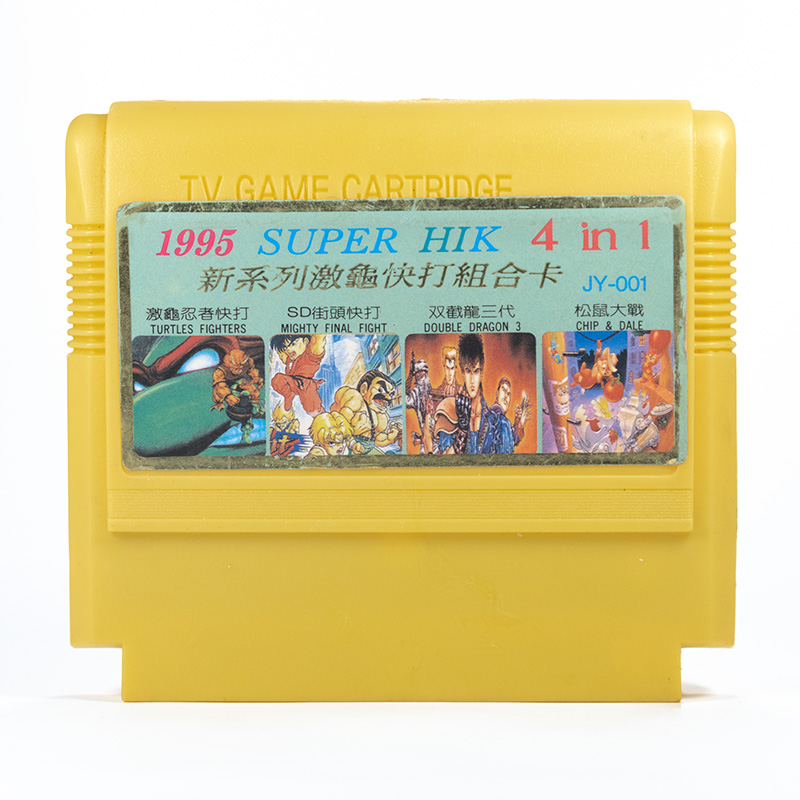 TV GAME CARTRIDGE
1995 SUPER HIK 4 in 1
新系列激龜快打組合卡 JY-001
激龜忍者快打 SD街頭快打 双截龍三代 松鼠大戰
TURTLES FIGHTERS MIGHTY FINAL FIGHT DOUBLE DRAGON 3 CHIP & DALE